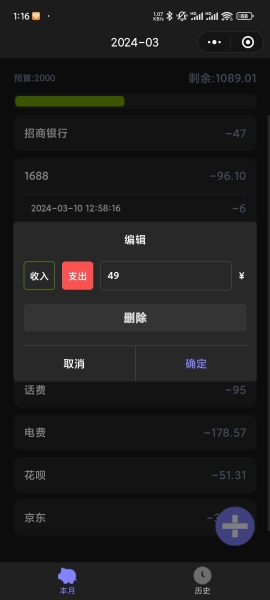 1:16
1.07 KB/s
HD HD 68
2024-03
预算:2000
剩余:1089.01
招商银行 -47
1688 -96.10
2024-03-10 12:58:16 -6
编辑
收入 支出 49 ¥
删除
取消 确定
话费 -95
电费 -178.57
花呗 -51.31
京东
本月 历史